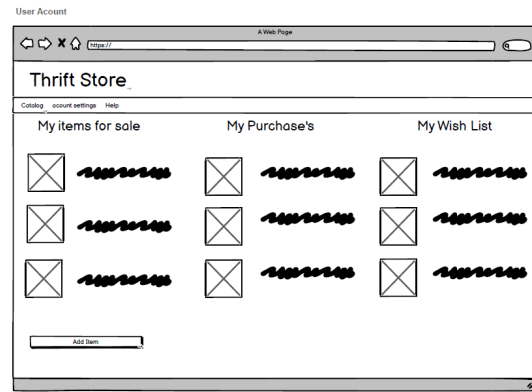 User Acount
A Web Page
https://
Thrift Store
Catalog acount settings Help
My items for sale
My Purchase's
My Wish List
Add Item